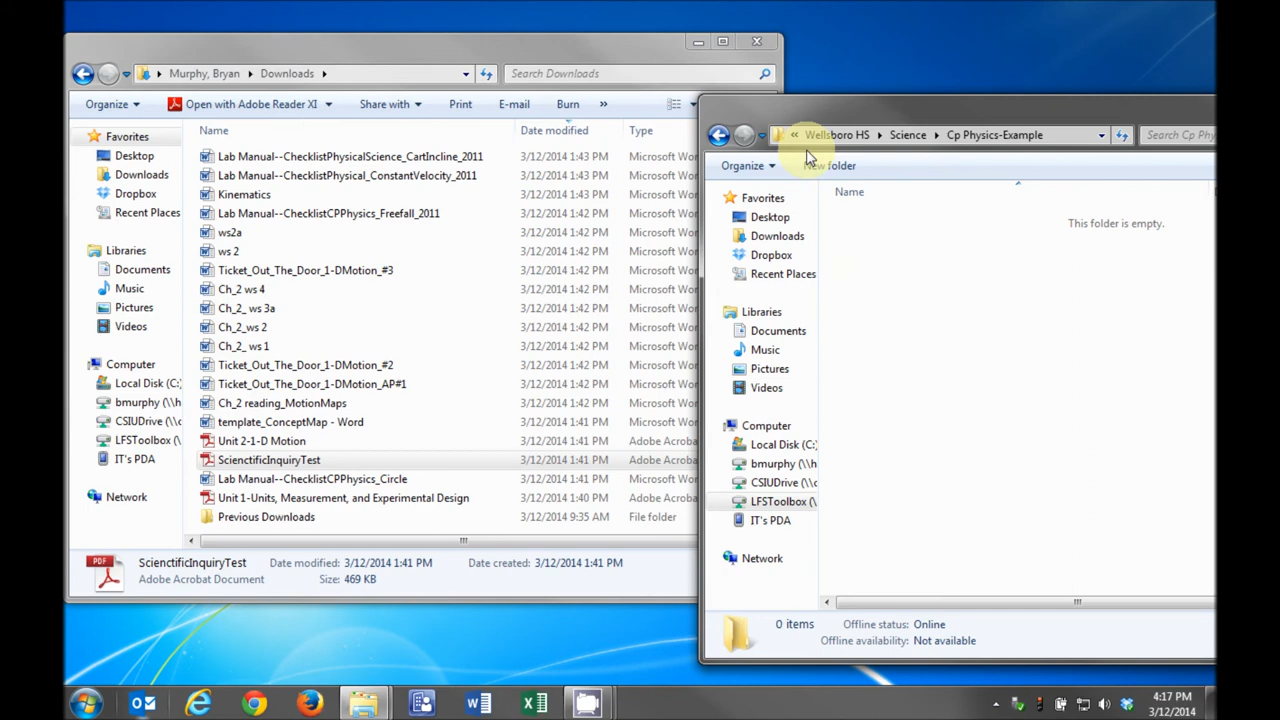 Murphy, Bryan Downloads
Search Downloads
Organize Open with Adobe Reader XI Share with Print E-mail Burn »
Favorites
Desktop
Downloads
Dropbox
Recent Places
Libraries
Documents
Music
Pictures
Videos
Computer
Local Disk (C:)
bmurphy (\\h
CSIUDrive (\\c
LFSToolbox (\
IT's PDA
Network
Name Date modified Type
Lab Manual--ChecklistPhysicalScience_CartIncline_2011 3/12/2014 1:43 PM Microsoft Wor
Lab Manual--ChecklistPhysical_ConstantVelocity_2011 3/12/2014 1:43 PM Microsoft Wor
Kinematics 3/12/2014 1:43 PM Microsoft Wor
Lab Manual--ChecklistCPPhysics_Freefall_2011 3/12/2014 1:42 PM Microsoft Wor
ws2a 3/12/2014 1:42 PM Microsoft Wor
ws 2 3/12/2014 1:42 PM Microsoft Wor
Ticket_Out_The_Door_1-DMotion_#3 3/12/2014 1:42 PM Microsoft Wor
Ch_2 ws 4 3/12/2014 1:42 PM Microsoft Wor
Ch_2_ ws 3a 3/12/2014 1:42 PM Microsoft Wor
Ch_2_ ws 2 3/12/2014 1:42 PM Microsoft Wor
Ch_2_ ws 1 3/12/2014 1:42 PM Microsoft Wor
Ticket_Out_The_Door_1-DMotion_#2 3/12/2014 1:42 PM Microsoft Wor
Ticket_Out_The_Door_1-DMotion_AP#1 3/12/2014 1:42 PM Microsoft Wor
Ch_2 reading_MotionMaps 3/12/2014 1:42 PM Microsoft Wor
template_ConceptMap - Word 3/12/2014 1:41 PM Microsoft Wor
Unit 2-1-D Motion 3/12/2014 1:41 PM Adobe Acroba
ScienctificInquiryTest 3/12/2014 1:41 PM Adobe Acroba
Lab Manual--ChecklistCPPhysics_Circle 3/12/2014 1:41 PM Microsoft Wor
Unit 1-Units, Measurement, and Experimental Design 3/12/2014 1:40 PM Adobe Acroba
Previous Downloads 3/12/2014 9:35 AM File folder
PDF
ScienctificInquiryTest Date modified: 3/12/2014 1:41 PM Date created: 3/12/2014 1:41 PM
Adobe Acrobat Document Size: 469 KB
« Wellsboro HS Science Cp Physics-Example
Search Cp Phy
Organize New folder
Favorites
Desktop
Downloads
Dropbox
Recent Places
Libraries
Documents
Music
Pictures
Videos
Computer
Local Disk (C:)
bmurphy (\\h
CSIUDrive (\\c
LFSToolbox (\
IT's PDA
Network
Name
This folder is empty.
0 items Offline status: Online
Offline availability: Not available
4:17 PM
3/12/2014